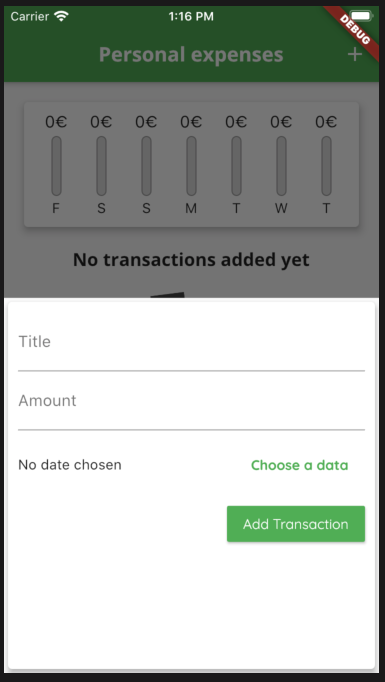 Carrier 1:16 PM
DEBUG
Personal expenses +
0€ 0€ 0€ 0€ 0€ 0€ 0€
F S S M T W T
No transactions added yet
Title
Amount
No date chosen Choose a data
Add Transaction